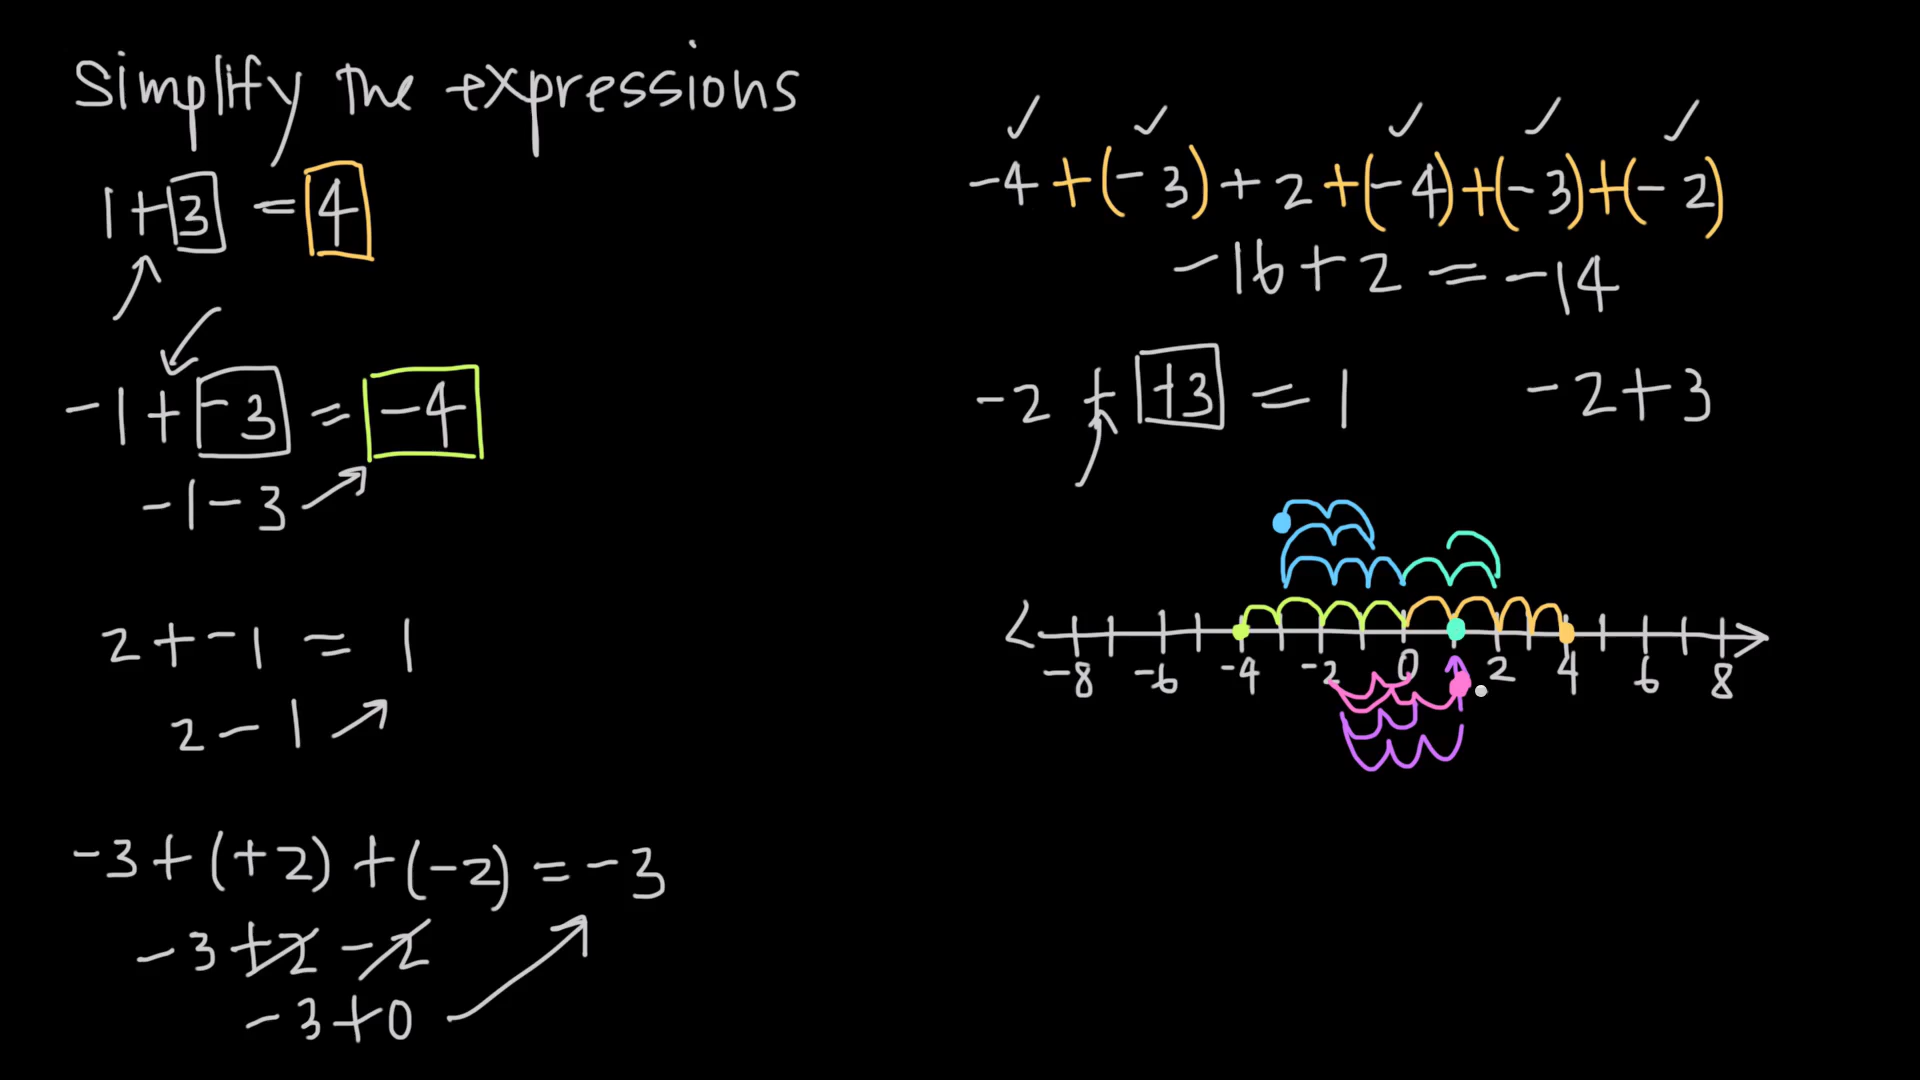 Simplify the expressions
1+3 = 4
-1+-3 = -4
-1-3
2+-1 = 1
2-1
-3+(+2)+(-2)=-3
-3+2-2
-3+0
-4+(-3)+2+(-4)+(-3)+(-2)
-16+2=-14
-2++3=1
-2+3
-8 -6 -4 -2 0 2 4 6 8